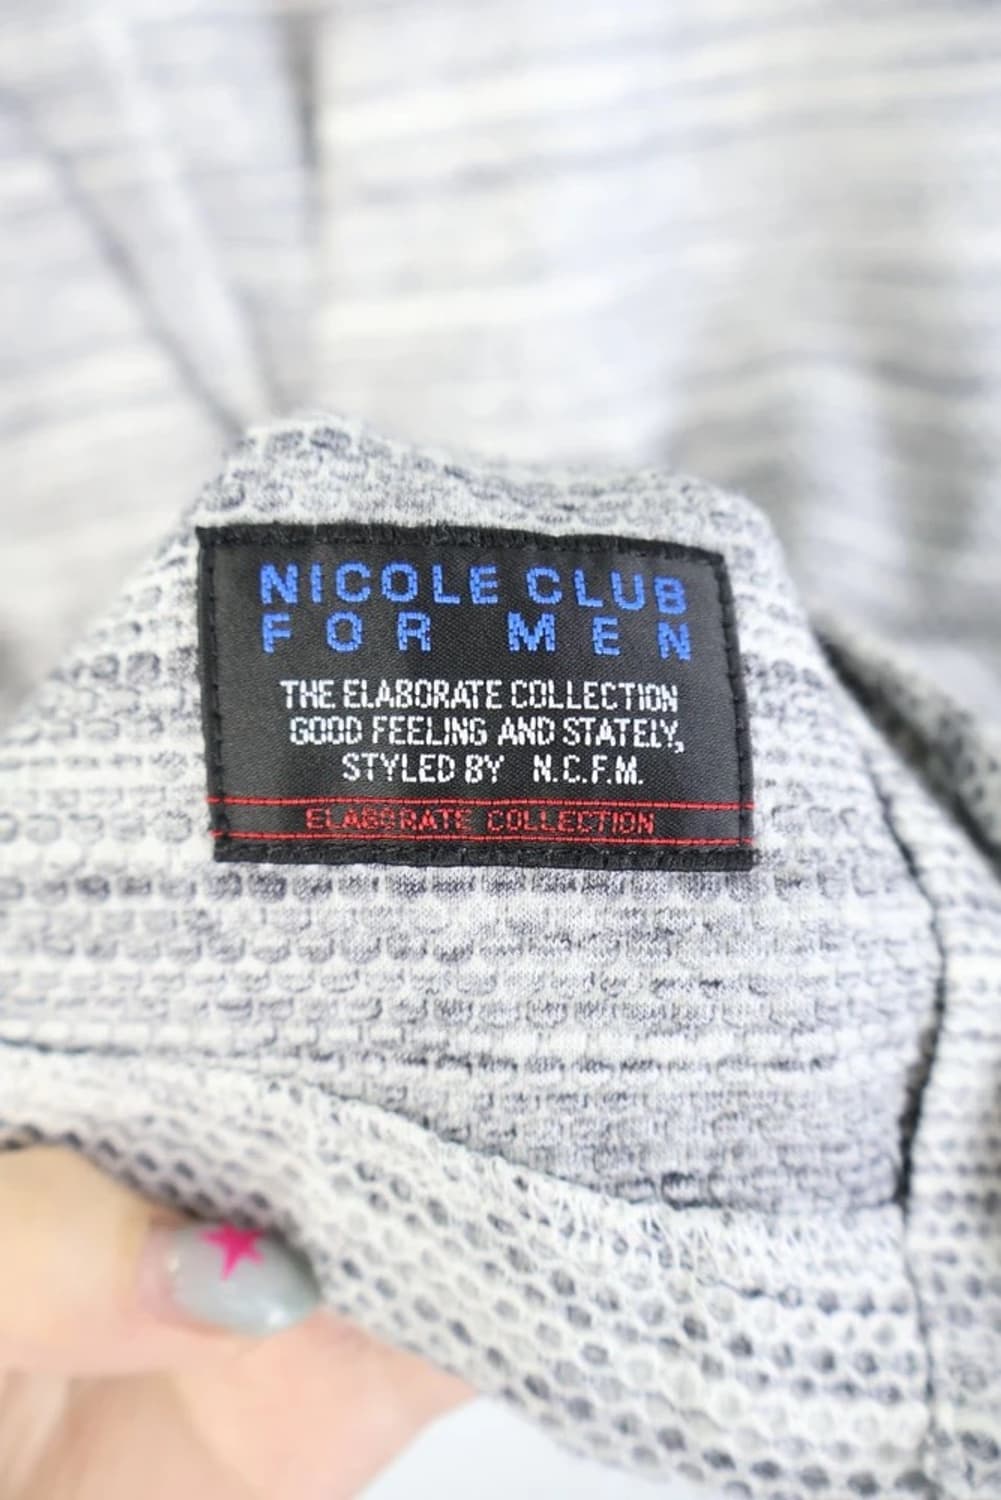 NICOLE CLUB
FOR MEN
THE ELABORATE COLLECTION
GOOD FEELING AND STATELY,
STYLED BY N.C.F.M.
ELABORATE COLLECTION